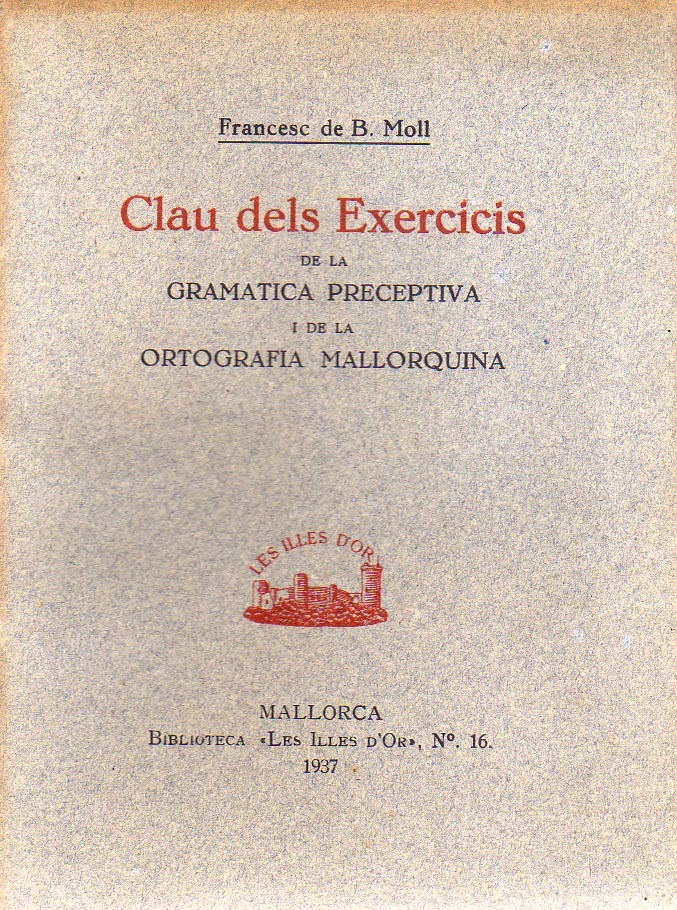 Francesc de B. Moll
Clau dels Exercicis
DE LA
GRAMATICA PRECEPTIVA
I DE LA
ORTOGRAFIA MALLORQUINA
LES ILLES D'OR
MALLORCA
BIBLIOTECA «LES ILLES D'OR», Nº. 16.
1937